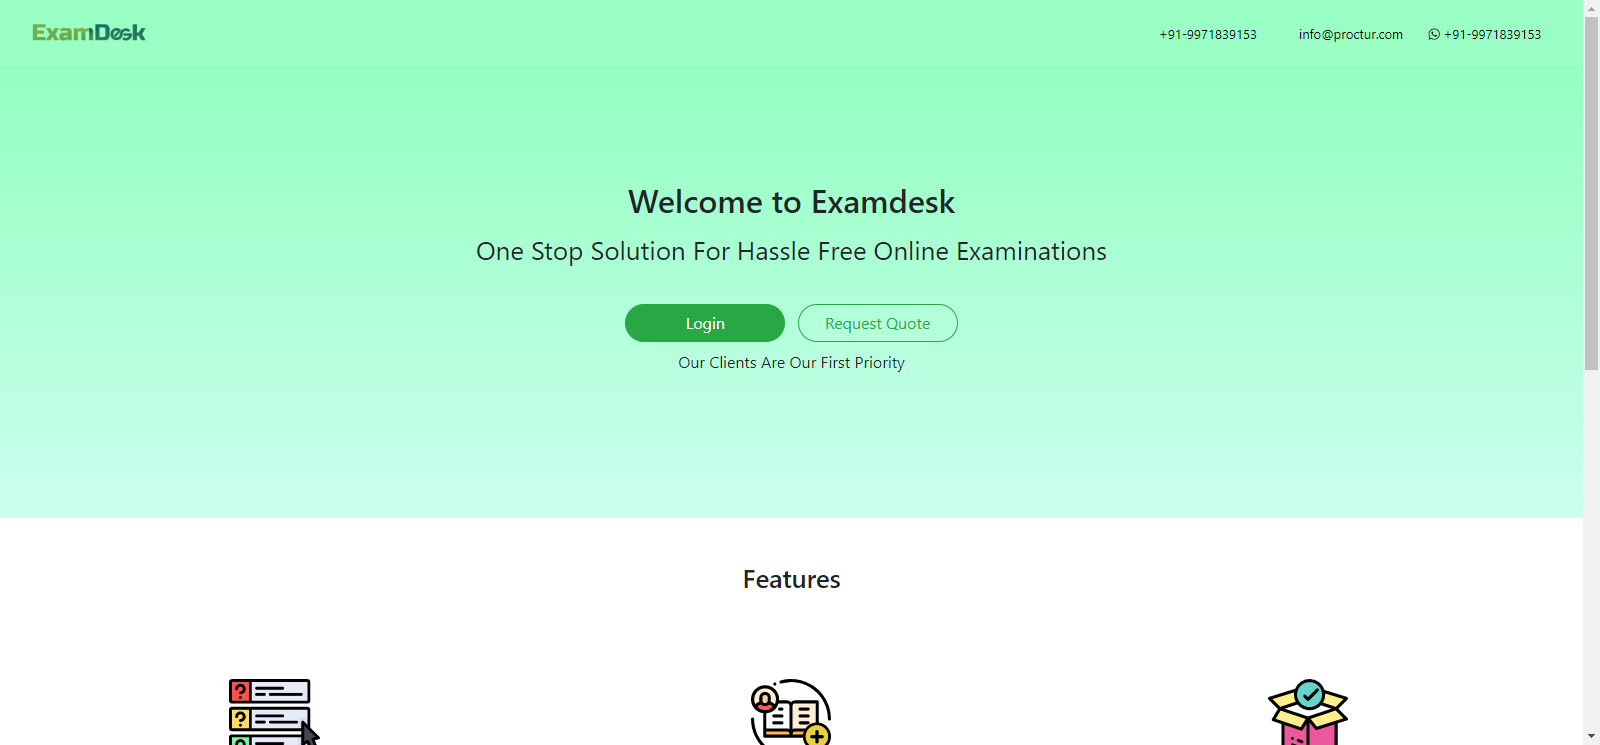 ExamDesk
+91-9971839153 info@proctur.com +91-9971839153
Welcome to Examdesk
One Stop Solution For Hassle Free Online Examinations
Login Request Quote
Our Clients Are Our First Priority
Features
? 
?